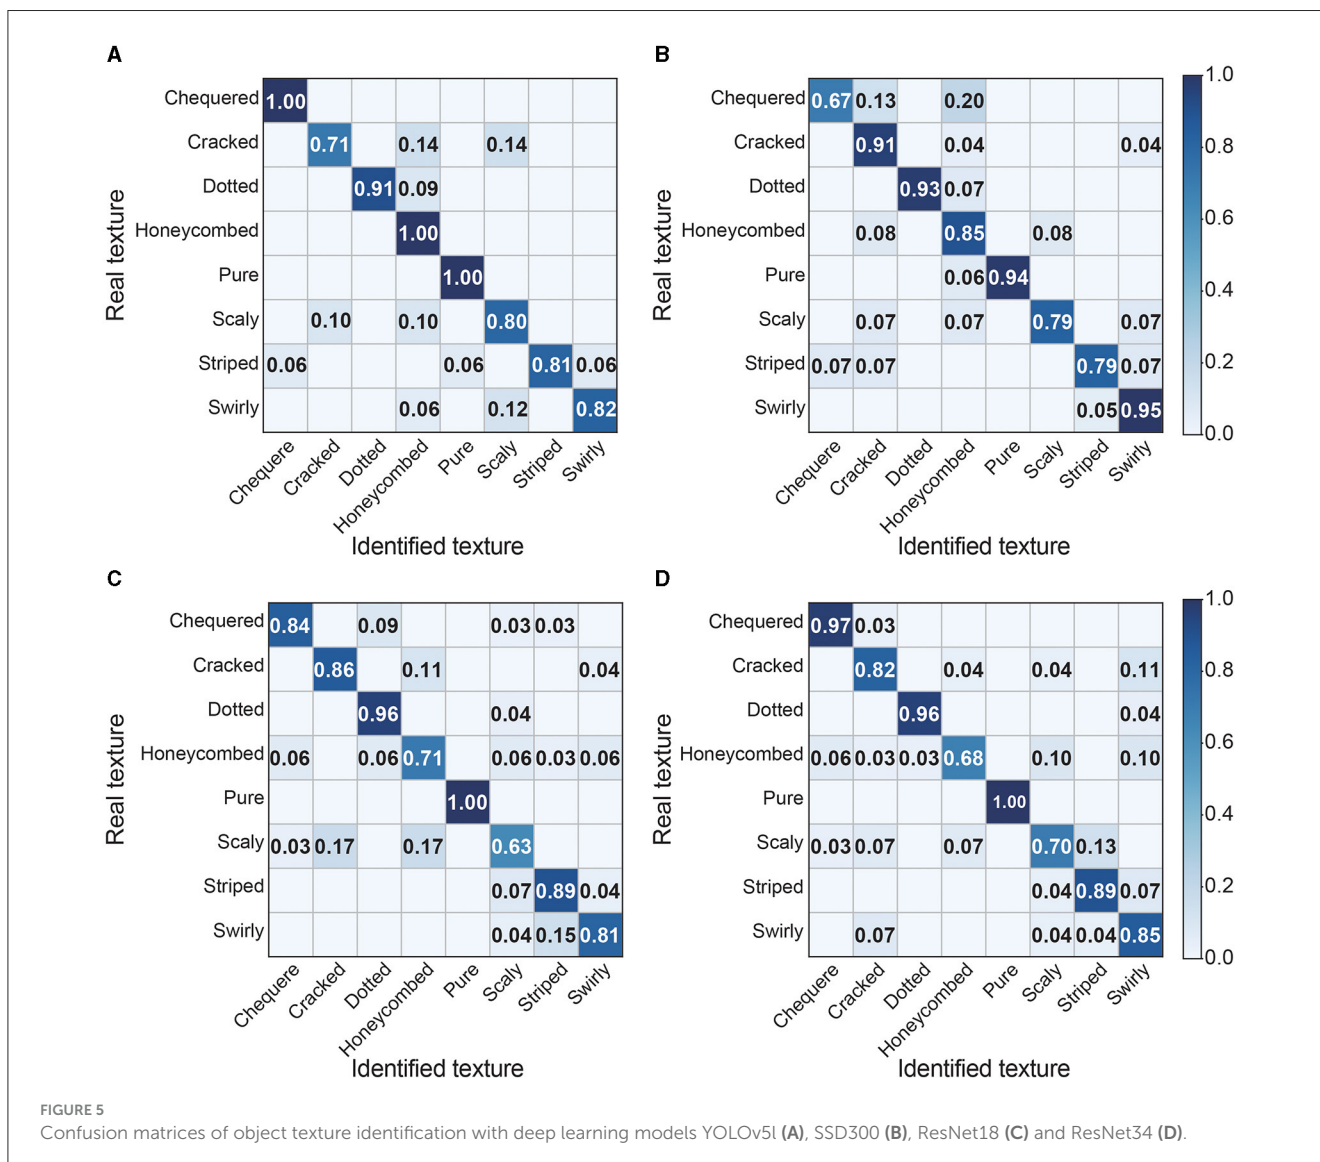 A
Real texture
Chequered 1.00
Cracked 0.71 0.14 0.14
Dotted 0.91 0.09
Honeycombed 1.00
Pure 1.00
Scaly 0.10 0.10 0.80
Striped 0.06 0.06 0.81 0.06
Swirly 0.06 0.12 0.82
Chequere Cracked Dotted Honeycombed Pure Scaly Striped Swirly
Identified texture
B
Real texture
Chequered 0.67 0.13 0.20
Cracked 0.91 0.04 0.04
Dotted 0.93 0.07
Honeycombed 0.08 0.85 0.08
Pure 0.06 0.94
Scaly 0.07 0.07 0.79 0.07
Striped 0.07 0.07 0.79 0.07
Swirly 0.05 0.95
Chequere Cracked Dotted Honeycombed Pure Scaly Striped Swirly
Identified texture
1.0
0.8
0.6
0.4
0.2
0.0
C
Real texture
Chequered 0.84 0.09 0.03 0.03
Cracked 0.86 0.11 0.04
Dotted 0.96 0.04
Honeycombed 0.06 0.06 0.71 0.06 0.03 0.06
Pure 1.00
Scaly 0.03 0.17 0.17 0.63
Striped 0.07 0.89 0.04
Swirly 0.04 0.15 0.81
Chequere Cracked Dotted Honeycombed Pure Scaly Striped Swirly
Identified texture
D
Real texture
Chequered 0.97 0.03
Cracked 0.82 0.04 0.04 0.11
Dotted 0.96 0.04
Honeycombed 0.06 0.03 0.03 0.68 0.10 0.10
Pure 1.00
Scaly 0.03 0.07 0.07 0.70 0.13
Striped 0.04 0.89 0.07
Swirly 0.07 0.04 0.04 0.85
Chequere Cracked Dotted Honeycombed Pure Scaly Striped Swirly
Identified texture
1.0
0.8
0.6
0.4
0.2
0.0
FIGURE 5
Confusion matrices of object texture identification with deep learning models YOLOv5l (A), SSD300 (B), ResNet18 (C) and ResNet34 (D).